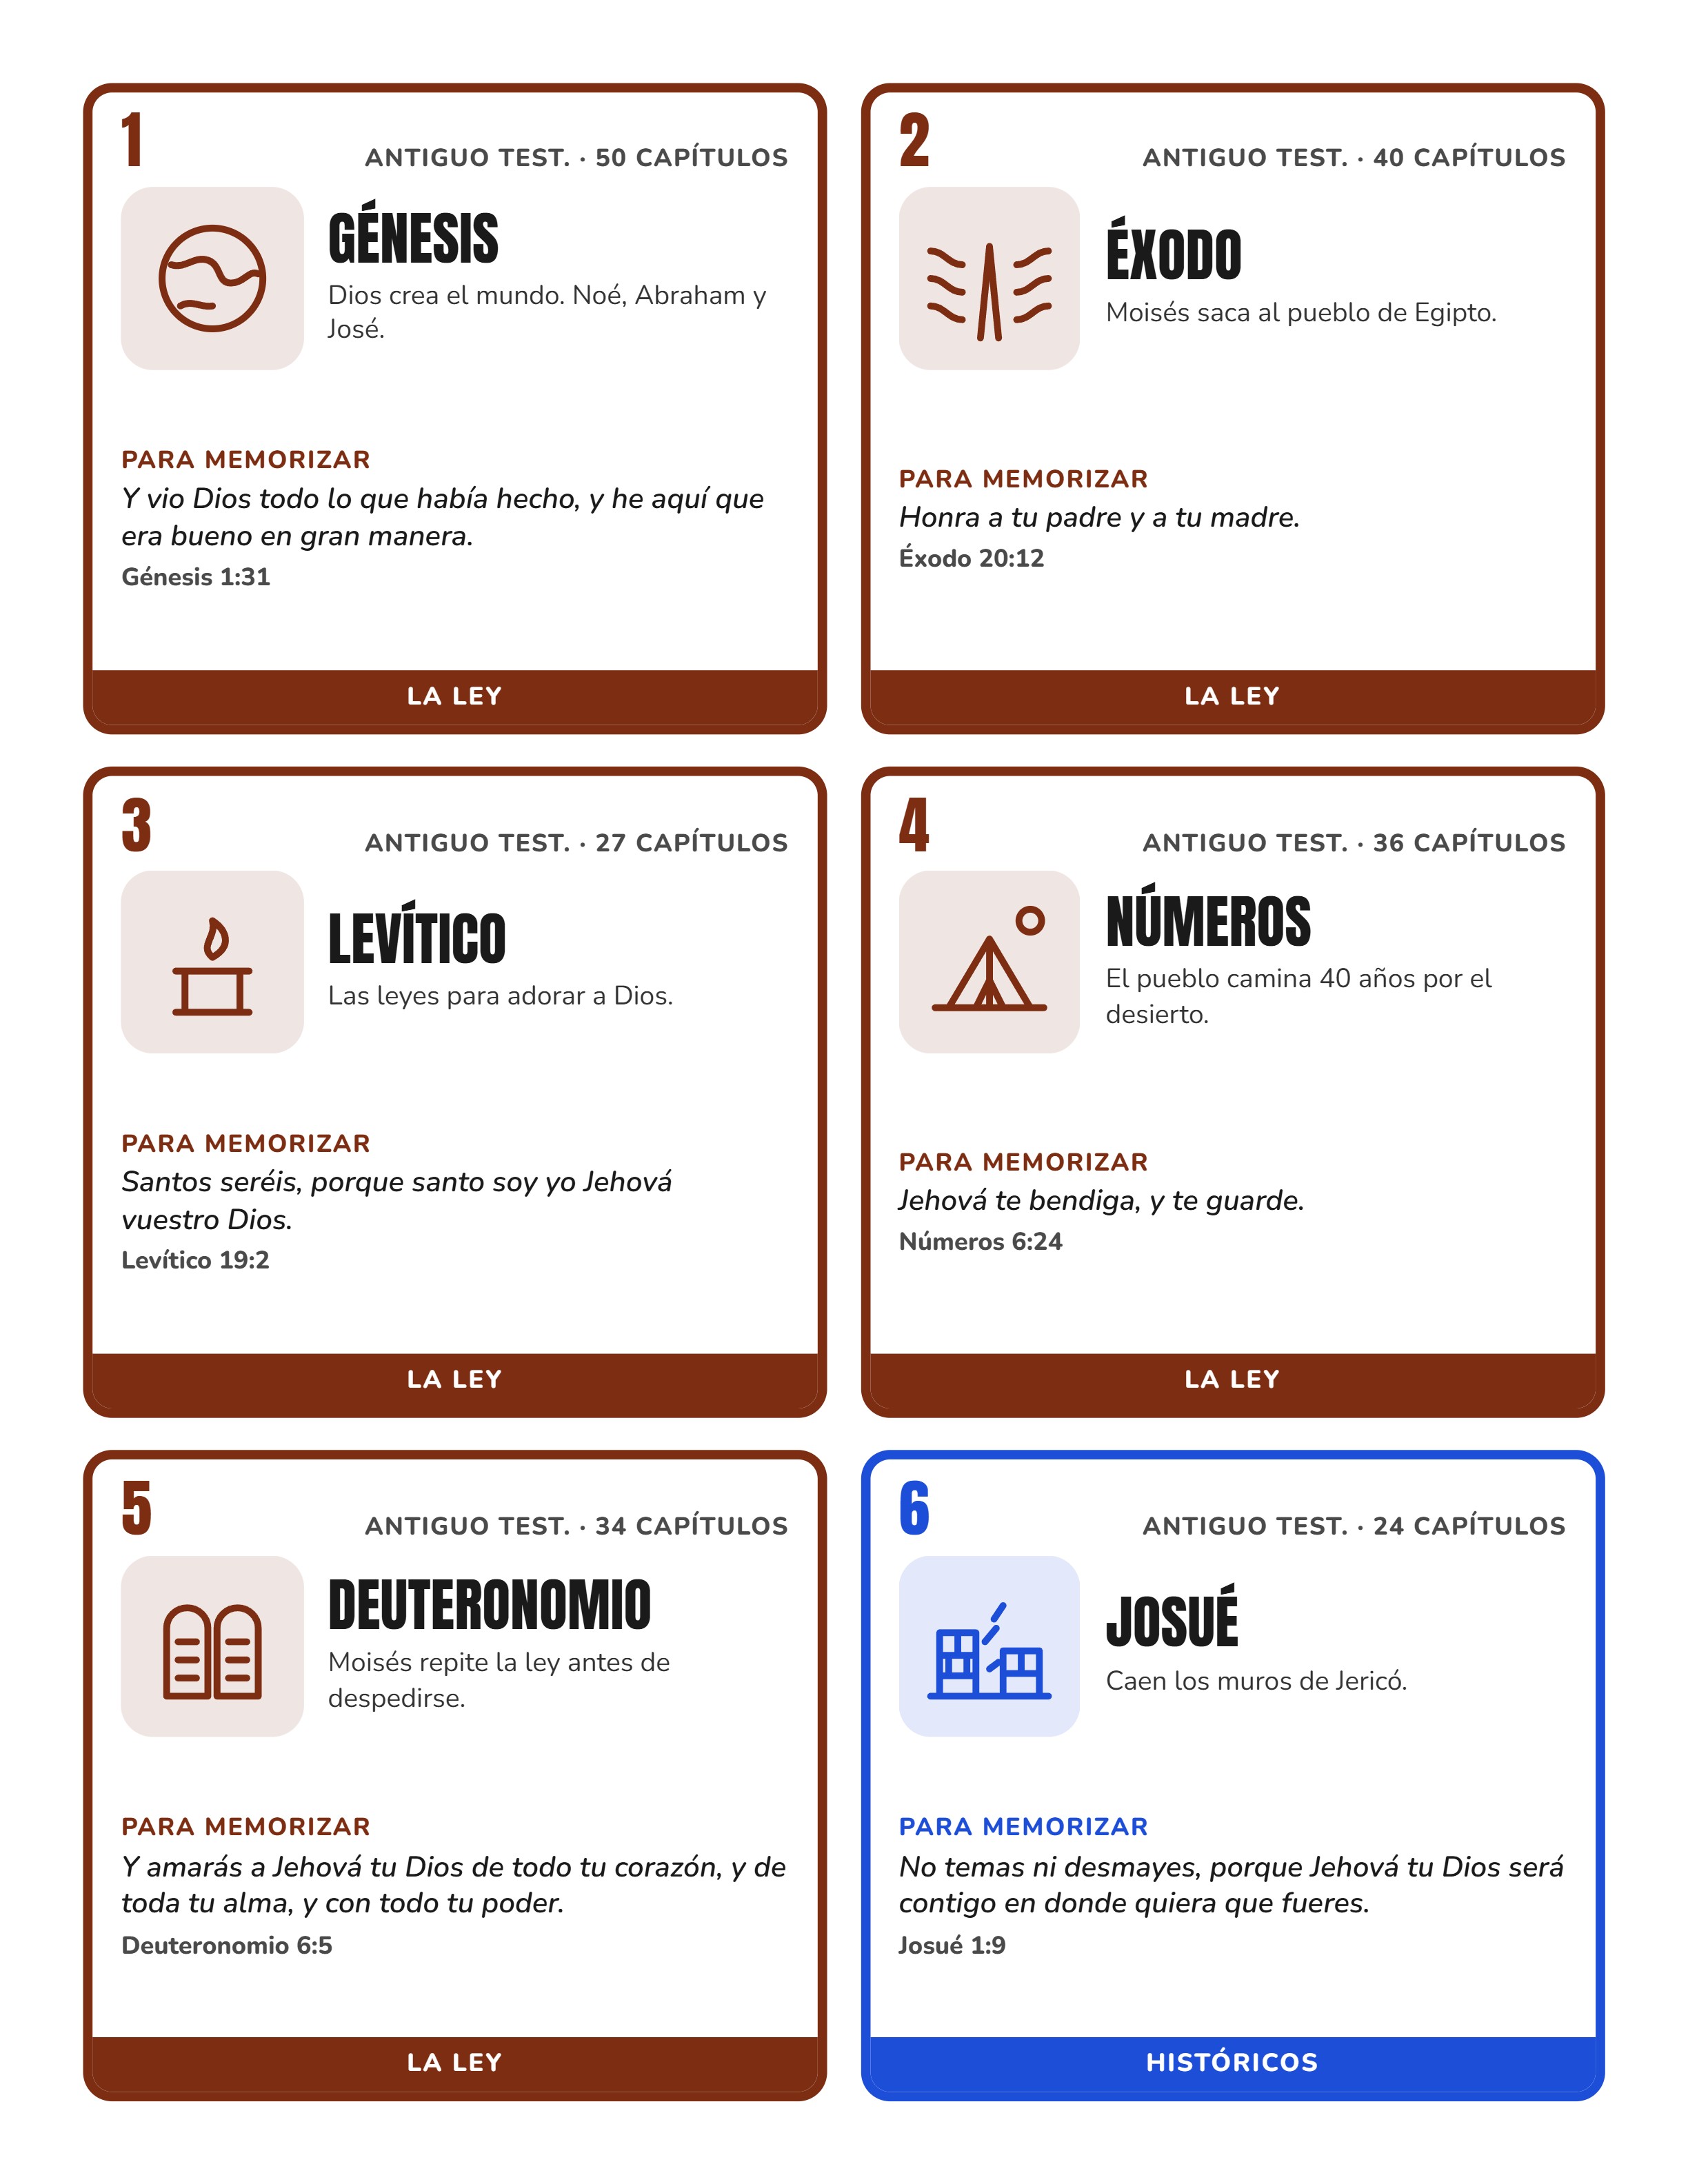 1
ANTIGUO TEST. · 50 CAPÍTULOS
GÉNESIS
Dios crea el mundo. Noé, Abraham y
José.
PARA MEMORIZAR
Y vio Dios todo lo que había hecho, y he aquí que
era bueno en gran manera.
Génesis 1:31
LA LEY
2
ANTIGUO TEST. · 40 CAPÍTULOS
ÉXODO
Moisés saca al pueblo de Egipto.
PARA MEMORIZAR
Honra a tu padre y a tu madre.
Éxodo 20:12
LA LEY
3
ANTIGUO TEST. · 27 CAPÍTULOS
LEVÍTICO
Las leyes para adorar a Dios.
PARA MEMORIZAR
Santos seréis, porque santo soy yo Jehová
vuestro Dios.
Levítico 19:2
LA LEY
4
ANTIGUO TEST. · 36 CAPÍTULOS
NÚMEROS
El pueblo camina 40 años por el
desierto.
PARA MEMORIZAR
Jehová te bendiga, y te guarde.
Números 6:24
LA LEY
5
ANTIGUO TEST. · 34 CAPÍTULOS
DEUTERONOMIO
Moisés repite la ley antes de
despedirse.
PARA MEMORIZAR
Y amarás a Jehová tu Dios de todo tu corazón, y de
toda tu alma, y con todo tu poder.
Deuteronomio 6:5
LA LEY
6
ANTIGUO TEST. · 24 CAPÍTULOS
JOSUÉ
Caen los muros de Jericó.
PARA MEMORIZAR
No temas ni desmayes, porque Jehová tu Dios será
contigo en donde quiera que fueres.
Josué 1:9
HISTÓRICOS